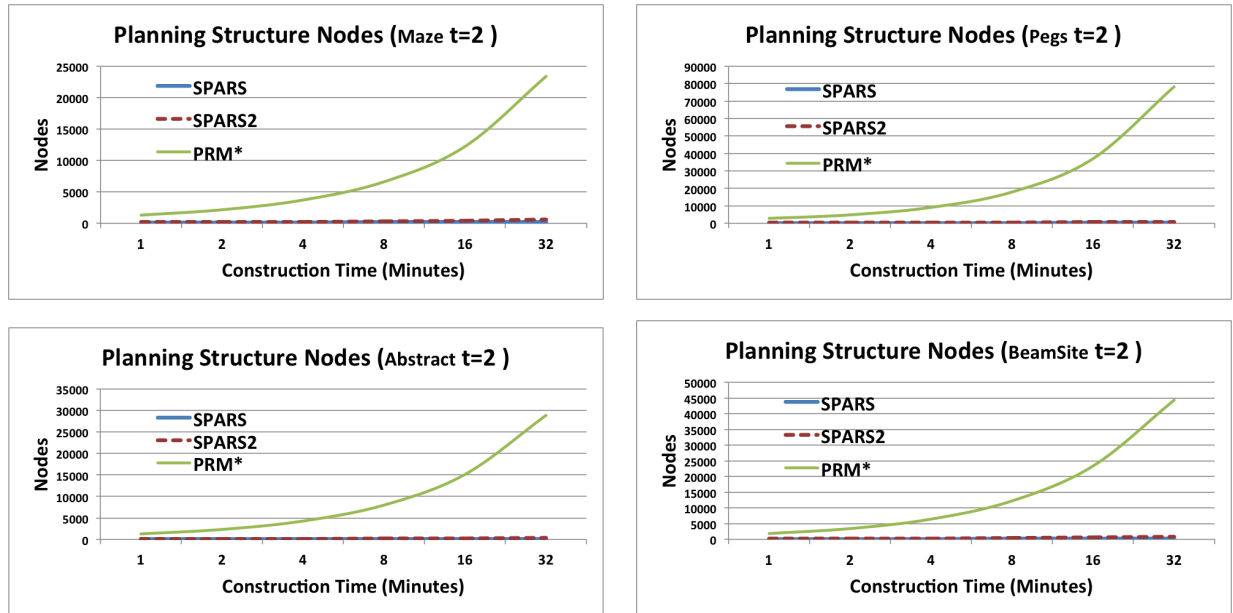 Planning Structure Nodes (Maze t=2 )
25000
20000
15000
10000
5000
0
Nodes
SPARS
SPARS2
PRM*
1 2 4 8 16 32
Construction Time (Minutes)
Planning Structure Nodes (Pegs t=2 )
90000
80000
70000
60000
50000
40000
30000
20000
10000
0
Nodes
SPARS
SPARS2
PRM*
1 2 4 8 16 32
Construction Time (Minutes)
Planning Structure Nodes (Abstract t=2 )
35000
30000
25000
20000
15000
10000
5000
0
Nodes
SPARS
SPARS2
PRM*
1 2 4 8 16 32
Construction Time (Minutes)
Planning Structure Nodes (BeamSite t=2 )
50000
45000
40000
35000
30000
25000
20000
15000
10000
5000
0
Nodes
SPARS
SPARS2
PRM*
1 2 4 8 16 32
Construction Time (Minutes)